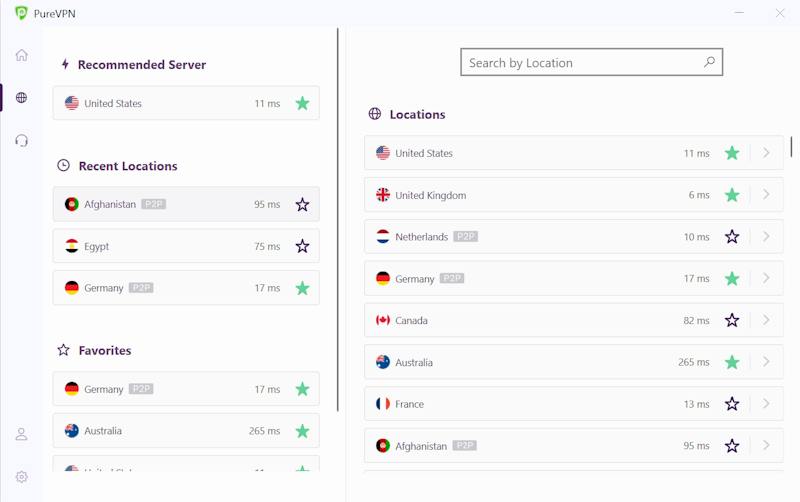 PureVPN
Recommended Server
United States 11 ms
Recent Locations
Afghanistan P2P 95 ms
Egypt 75 ms
Germany P2P 17 ms
Favorites
Germany P2P 17 ms
Australia 265 ms
Search by Location
Locations
United States 11 ms
United Kingdom 6 ms
Netherlands P2P 10 ms
Germany P2P 17 ms
Canada 82 ms
Australia 265 ms
France 13 ms
Afghanistan P2P 95 ms